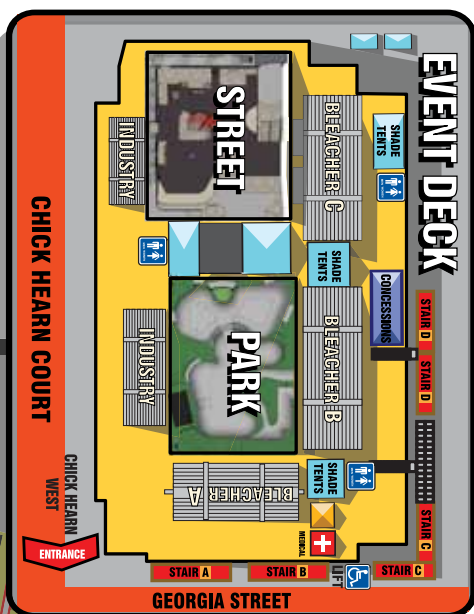 EVENT DECK
STREET
INDUSTRY
BLEACHER C
SHADE
TENTS
SHADE
TENTS
CONCESSIONS
STAIR D
STAIR D
PARK
INDUSTRY
BLEACHER B
BLEACHER A
SHADE
TENTS
MEDICAL
STAIR C
STAIR C
LIFT
STAIR A
STAIR B
CHICK HEARN COURT
CHICK HEARN
WEST
ENTRANCE
GEORGIA STREET